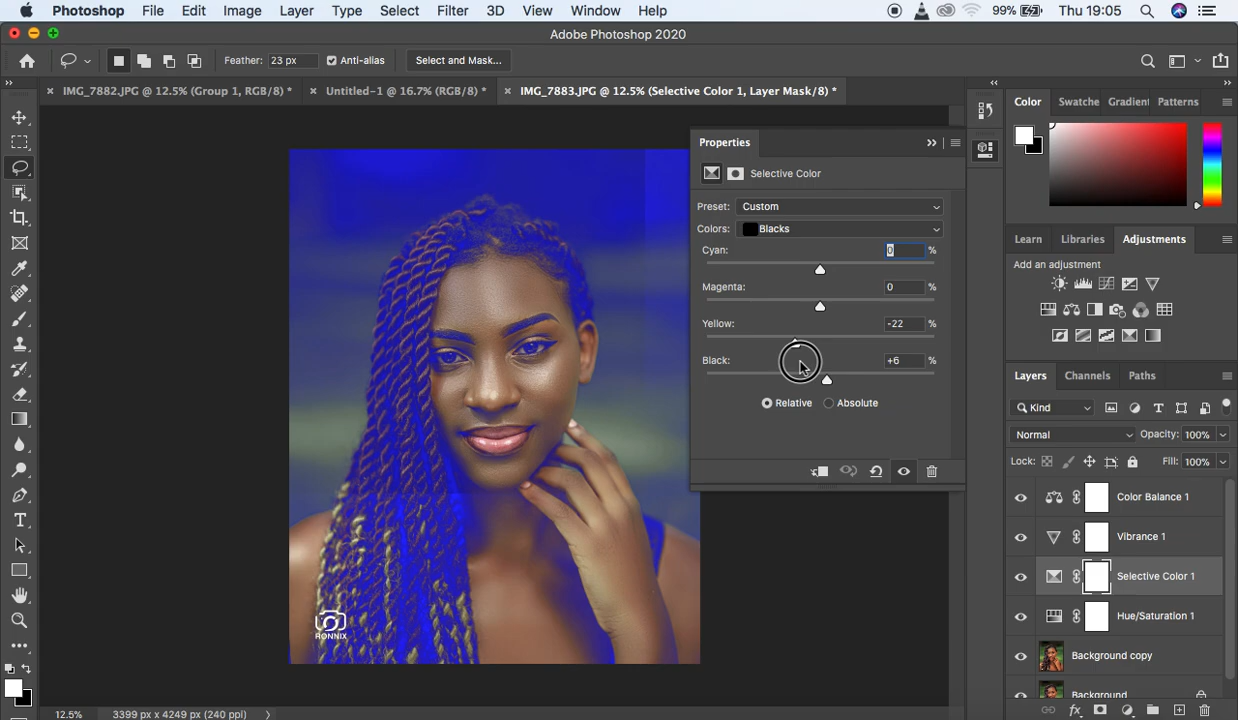 Photoshop File Edit Image Layer Type Select Filter 3D View Window Help 99% Thu 19:05
Adobe Photoshop 2020
Feather: 23 px Anti-alias Select and Mask...
IMG_7882.JPG @ 12.5% (Group 1, RGB/8) * Untitled-1 @ 16.7% (RGB/8) * IMG_7883.JPG @ 12.5% (Selective Color 1, Layer Mask/8) *
Color Swatche Gradient Patterns
Properties
Selective Color
Preset: Custom
Colors: Blacks
Cyan: 0 %
Magenta: 0 %
Yellow: -22 %
Black: +6 %
Relative Absolute
Learn Libraries Adjustments
Add an adjustment
Layers Channels Paths
Kind
Normal Opacity: 100%
Lock: Fill: 100%
Color Balance 1
Vibrance 1
Selective Color 1
Hue/Saturation 1
Background copy
Background
RONNIX
12.5% 3399 px x 4249 px (240 ppi)